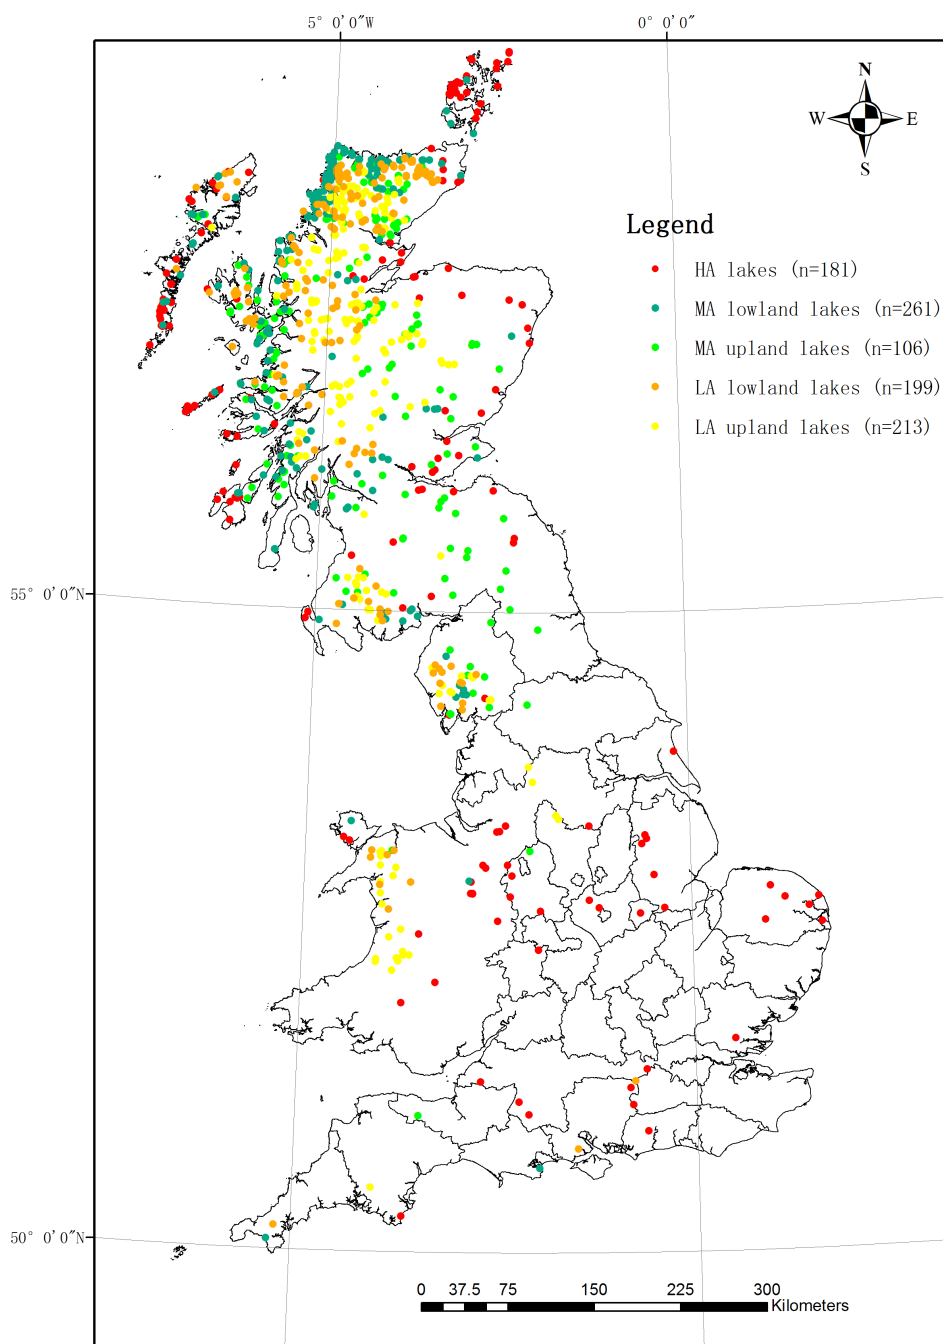 5° 0'0"W 0° 0'0"
N
W E
S
Legend
HA lakes (n=181)
MA lowland lakes (n=261)
MA upland lakes (n=106)
LA lowland lakes (n=199)
LA upland lakes (n=213)
55° 0'0"N
50° 0'0"N
0 37.5 75 150 225 300
Kilometers